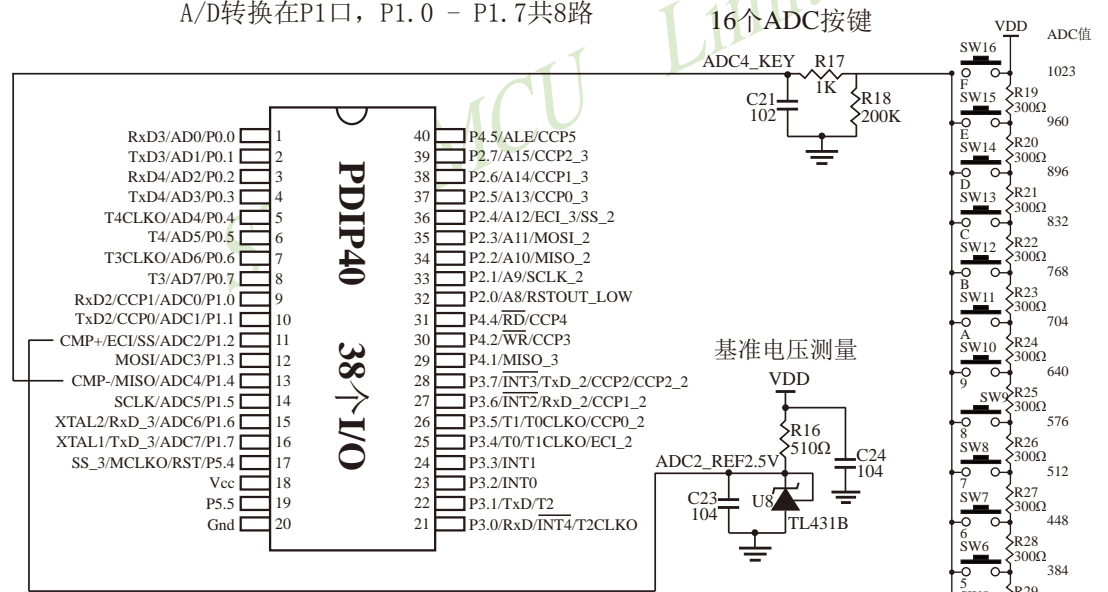 A/D转换在P1口，P1.0 - P1.7共8路
16个ADC按键
VDD
ADC值
ADC4_KEY
R17
1K
C21
102
R18
200K
MCU Limi
RxD3/AD0/P0.0
TxD3/AD1/P0.1
RxD4/AD2/P0.2
TxD4/AD3/P0.3
T4CLKO/AD4/P0.4
T4/AD5/P0.5
T3CLKO/AD6/P0.6
T3/AD7/P0.7
RxD2/CCP1/ADC0/P1.0
TxD2/CCP0/ADC1/P1.1
CMP+/ECI/SS/ADC2/P1.2
MOSI/ADC3/P1.3
CMP-/MISO/ADC4/P1.4
SCLK/ADC5/P1.5
XTAL2/RxD_3/ADC6/P1.6
XTAL1/TxD_3/ADC7/P1.7
SS_3/MCLKO/RST/P5.4
Vcc
P5.5
Gnd
1
2
3
4
5
6
7
8
9
10
11
12
13
14
15
16
17
18
19
20
PDIP40 38个I/O
40
39
38
37
36
35
34
33
32
31
30
29
28
27
26
25
24
23
22
21
P4.5/ALE/CCP5
P2.7/A15/CCP2_3
P2.6/A14/CCP1_3
P2.5/A13/CCP0_3
P2.4/A12/ECI_3/SS_2
P2.3/A11/MOSI_2
P2.2/A10/MISO_2
P2.1/A9/SCLK_2
P2.0/A8/RSTOUT_LOW
P4.4/RD/CCP4
P4.2/WR/CCP3
P4.1/MISO_3
P3.7/INT3/TxD_2/CCP2/CCP2_2
P3.6/INT2/RxD_2/CCP1_2
P3.5/T1/T0CLKO/CCP0_2
P3.4/T0/T1CLKO/ECI_2
P3.3/INT1
P3.2/INT0
P3.1/TxD/T2
P3.0/RxD/INT4/T2CLKO
基准电压测量
VDD
R16
510Ω
C24
104
ADC2_REF2.5V
C23
104
U8
TL431B
SW16
F
1023
R19
300Ω
SW15
E
960
R20
300Ω
SW14
D
896
R21
300Ω
SW13
C
832
R22
300Ω
SW12
B
768
R23
300Ω
SW11
A
704
R24
300Ω
SW10
9
640
R25
300Ω
SW9
8
576
R26
300Ω
SW8
7
512
R27
300Ω
SW7
6
448
R28
300Ω
SW6
5
384
R29